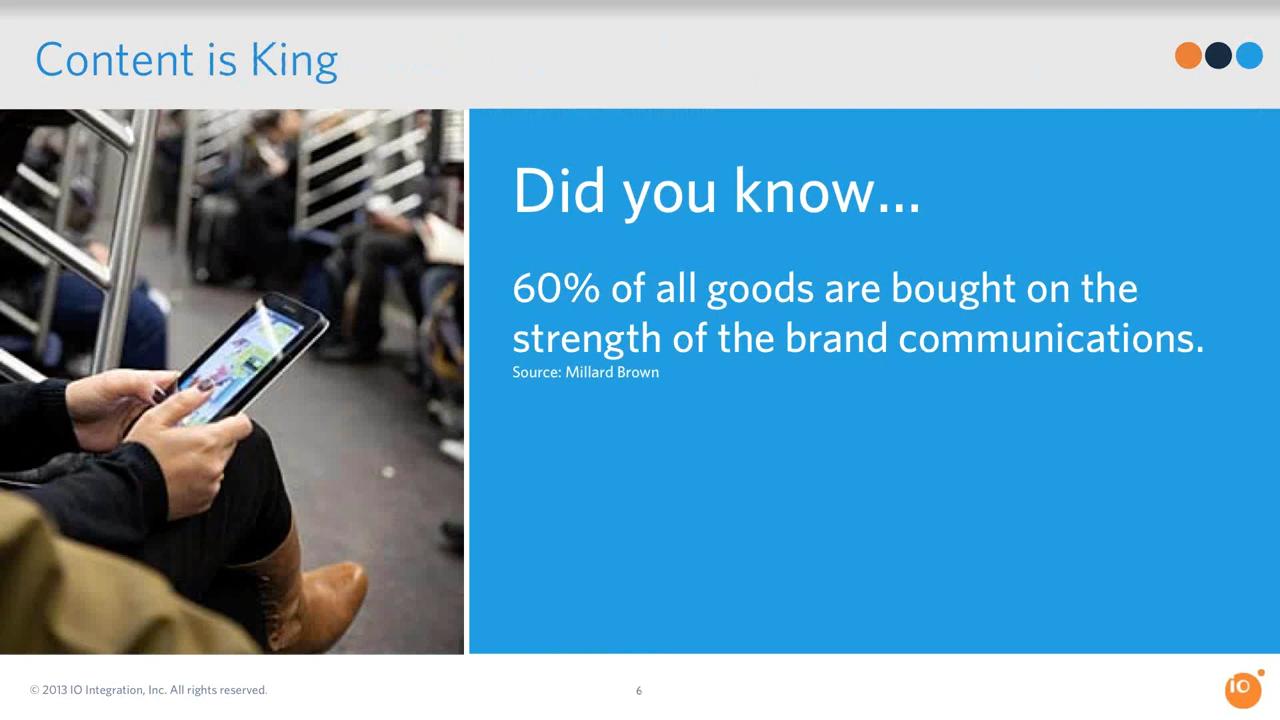 Content is King
Did you know...
60% of all goods are bought on the
strength of the brand communications.
Source: Millard Brown
© 2013 IO Integration, Inc. All rights reserved.
6
iO